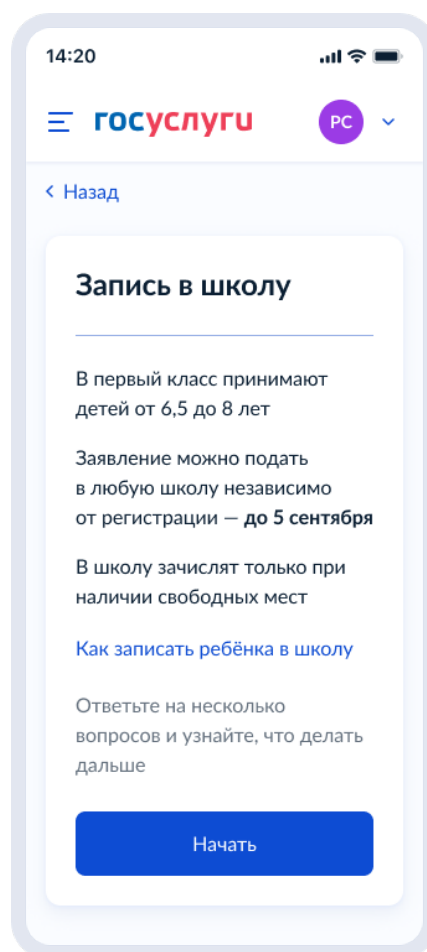 14:20
госуслуги
РС
Назад
Запись в школу
В первый класс принимают
детей от 6,5 до 8 лет
Заявление можно подать
в любую школу независимо
от регистрации — до 5 сентября
В школу зачислят только при
наличии свободных мест
Как записать ребёнка в школу
Ответьте на несколько
вопросов и узнайте, что делать
дальше
Начать